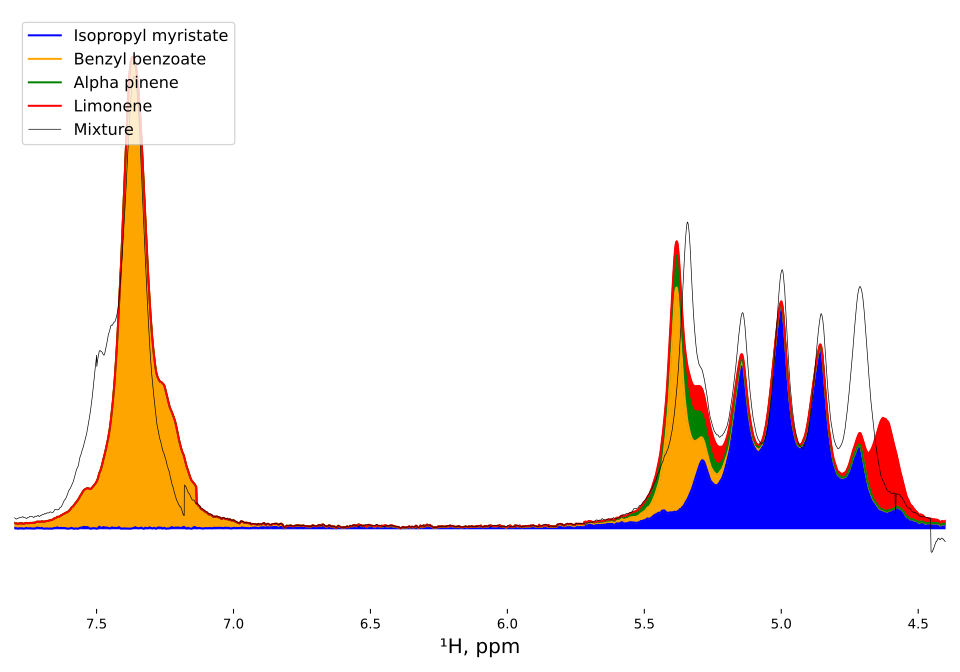 Isopropyl myristate
Benzyl benzoate
Alpha pinene
Limonene
Mixture
7.5 7.0 6.5 6.0 5.5 5.0 4.5
¹H, ppm